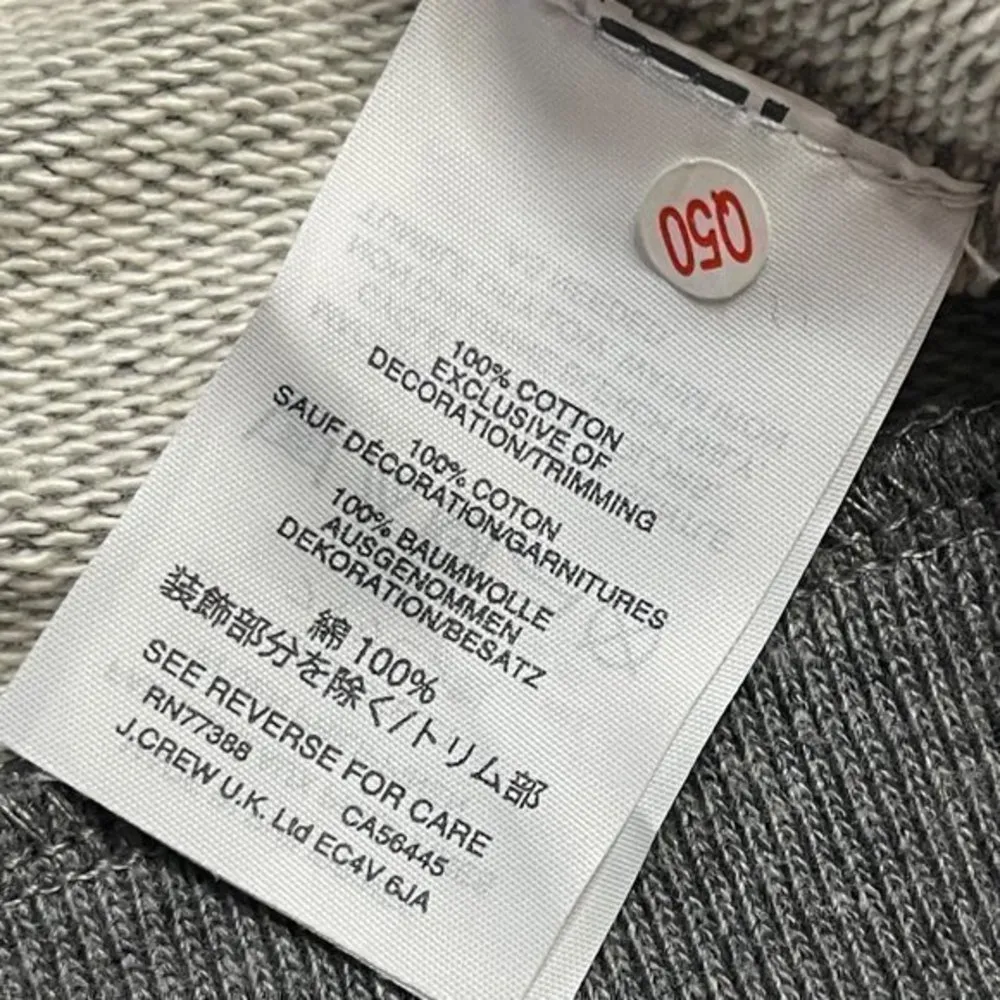 Q50
100% COTTON
EXCLUSIVE OF
DECORATION/TRIMMING
100% COTON
SAUF DÉCORATION/GARNITURES
100% BAUMWOLLE
AUSGENOMMEN
DEKORATION/BESATZ
綿 100%
装飾部分を除く/トリム部
SEE REVERSE FOR CARE
RN77388 CA56445
J.CREW U.K. Ltd EC4V 6JA